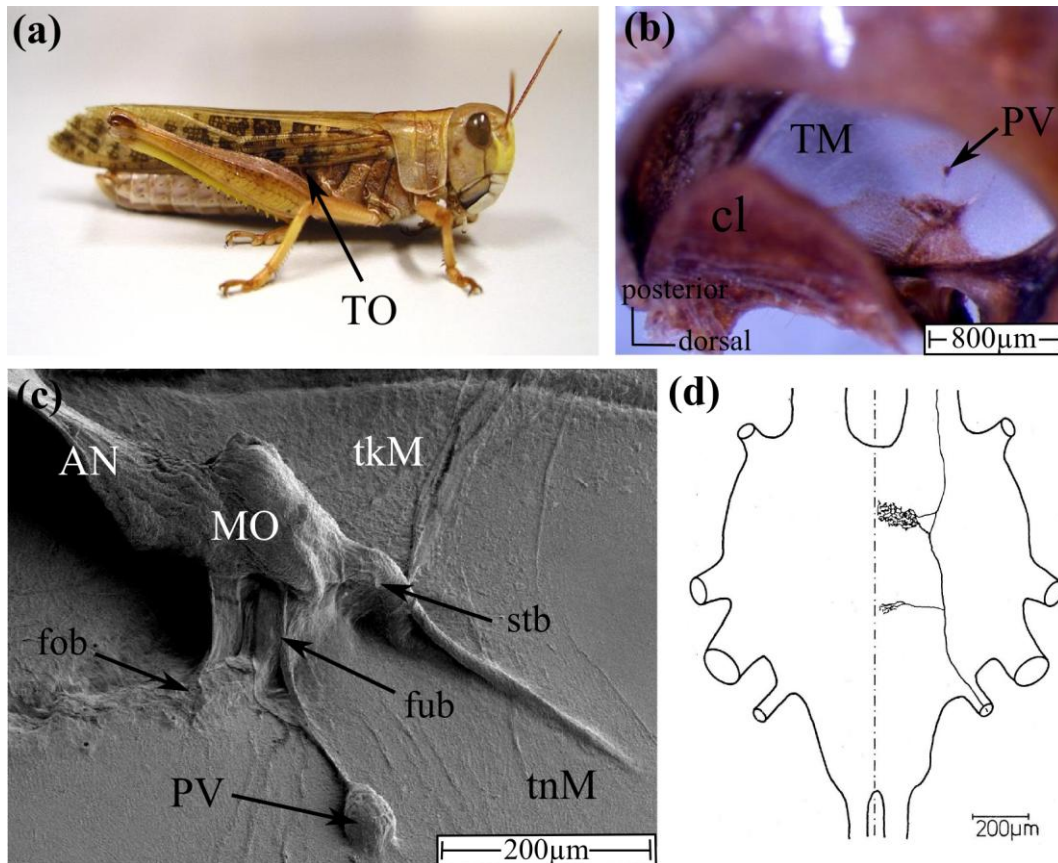 (a)
TO
(b)
TM
PV
cl
posterior
dorsal
800µm
(c)
AN
tkM
MO
stb
fob
fub
PV
tnM
200µm
(d)
200µm